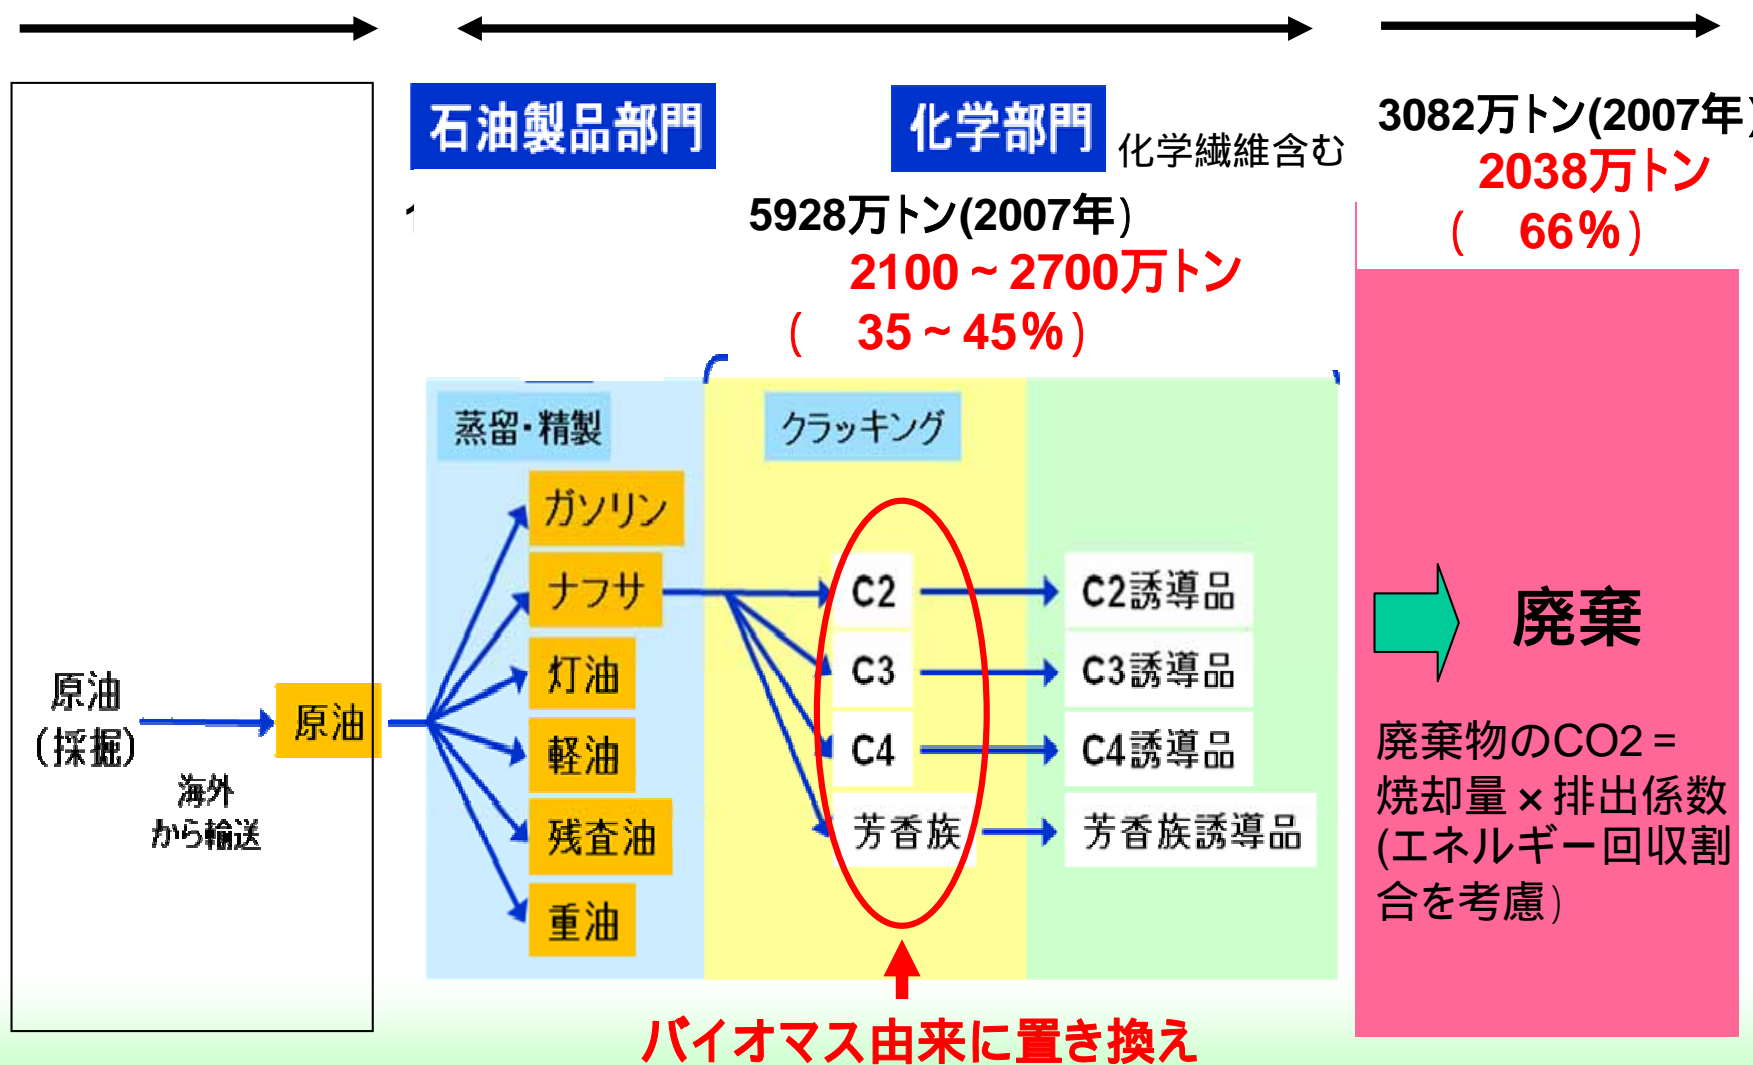 石油製品部門
化学部門 化学繊維含む
5928万トン(2007年)
2100～2700万トン
( 35～45%)
3082万トン(2007年)
2038万トン
( 66%)
蒸留・精製
クラッキング
ガソリン
ナフサ
灯油
軽油
残査油
重油
C2
C3
C4
芳香族
C2誘導品
C3誘導品
C4誘導品
芳香族誘導品
原油
(採掘)
海外
から輸送
原油
廃棄
廃棄物のCO2=
焼却量×排出係数
(エネルギー回収割
合を考慮)
バイオマス由来に置き換え